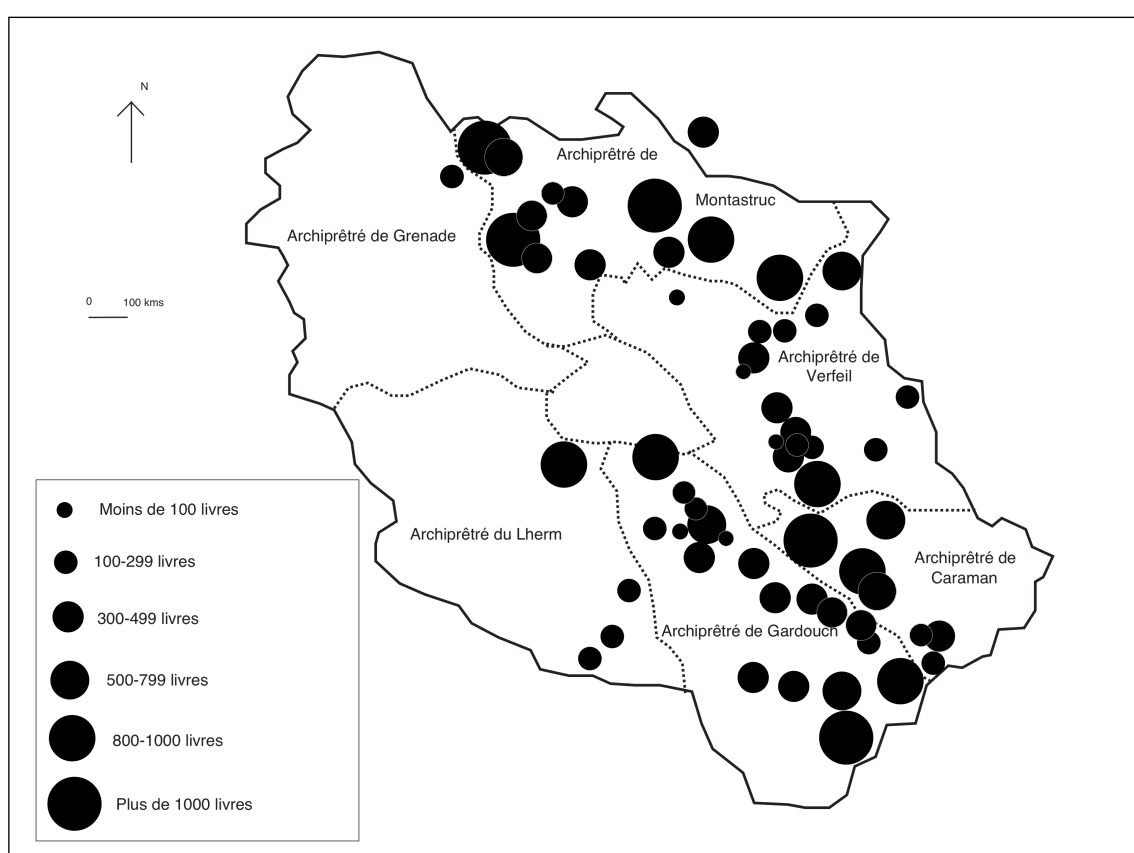 N
Archiprêtré de
Montastruc
Archiprêtré de Grenade
0 100 kms
Archiprêtré de
Verfeil
Archiprêtré du Lherm
Archiprêtré de
Caraman
Archiprêtré de Gardouch
Moins de 100 livres
100-299 livres
300-499 livres
500-799 livres
800-1000 livres
Plus de 1000 livres